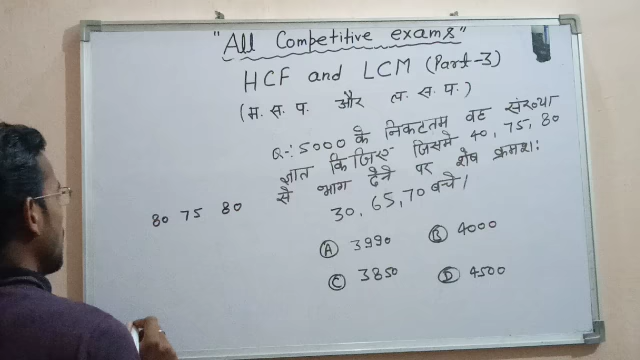 "All Competitive exams"
HCF and LCM (Part-3)
(म. स. प. और ल. स. प.)
Q-: 5000 के निकटतम वह संख्या
ज्ञात किजिए जिसमे 40, 75, 80
से भाग देने पर शेष क्रमश:
30, 65, 70 बचे।
80 75 80
(A) 3990 (B) 4000
(C) 3850 (D) 4500